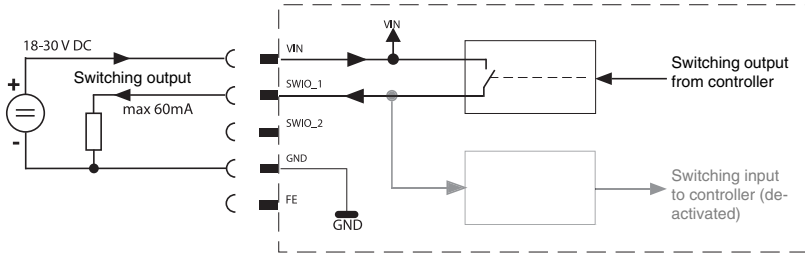 18-30 V DC
+
-
Switching output
max 60mA
VIN
SWIO_1
SWIO_2
GND
FE
GND
VIN
Switching output
from controller
Switching input
to controller (de-
activated)